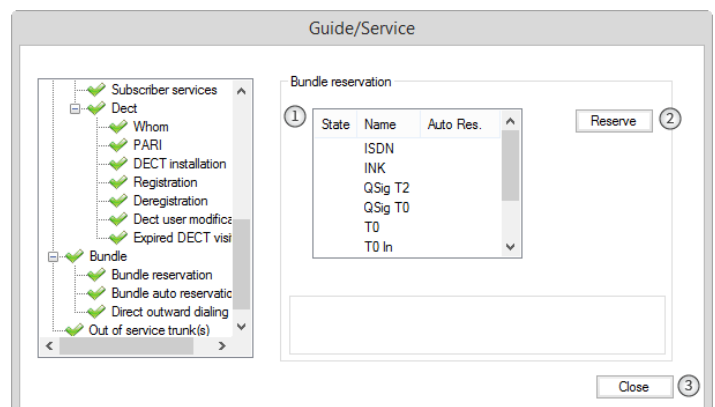 Guide/Service
Subscriber services
Dect
Whom
PARI
DECT installation
Registration
Deregistration
Dect user modifica
Expired DECT visi
Bundle
Bundle reservation
Bundle auto reservatic
Direct outward dialing
Out of service trunk(s)
Bundle reservation
1
State Name Auto Res.
ISDN
INK
QSig T2
QSig T0
T0
T0 In
Reserve 2
Close 3